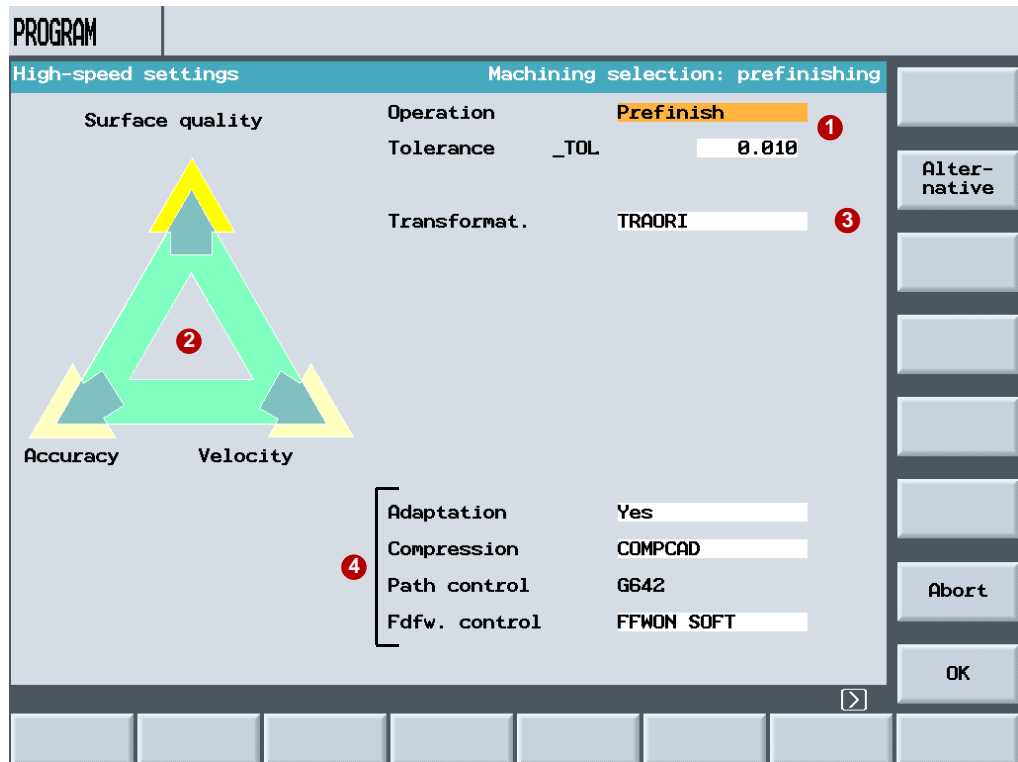 PROGRAM
High-speed settings Machining selection: prefinishing
Surface quality
Operation Prefinish
1
Tolerance _TOL 0.010
Alter-
native
Transformat. TRAORI 3
2
Accuracy Velocity
Adaptation Yes
Compression COMPCAD
4
Path control G642
Abort
Fdfw. control FFWON SOFT
OK